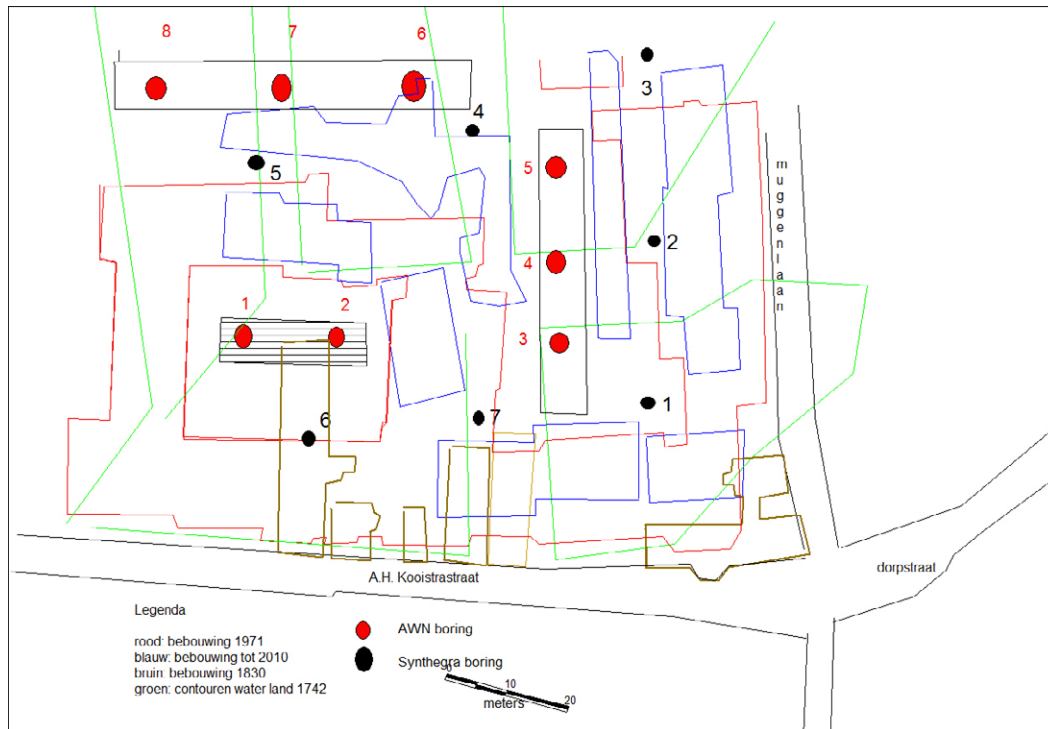 8
7
6
3
4
5
5
2
4
1
2
3
1
6
7
muggenlaan
A.H. Kooistrastraat
dorpstraat
Legenda
rood: bebouwing 1971
blauw: bebouwing tot 2010
bruin: bebouwing 1830
groen: contouren water land 1742
AWN boring
Synthegra boring
0
10
20
meters